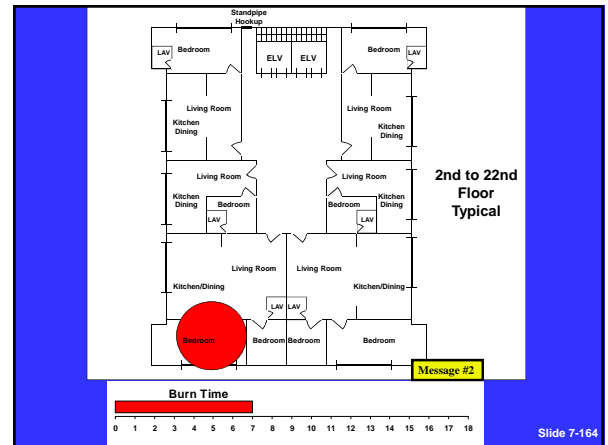 Standpipe
Hookup
Bedroom
Bedroom
LAV
LAV
ELV
ELV
Living Room
Living Room
Kitchen
Dining
Kitchen
Dining
Living Room
Living Room
Kitchen
Dining
Kitchen
Dining
Bedroom
Bedroom
LAV
LAV
2nd to 22nd
Floor
Typical
Living Room
Living Room
Kitchen/Dining
Kitchen/Dining
LAV
LAV
Bedroom
Bedroom
Bedroom
Bedroom
Message #2
Burn Time
0 1 2 3 4 5 6 7 8 9 10 11 12 13 14 15 16 17 18
Slide 7-164